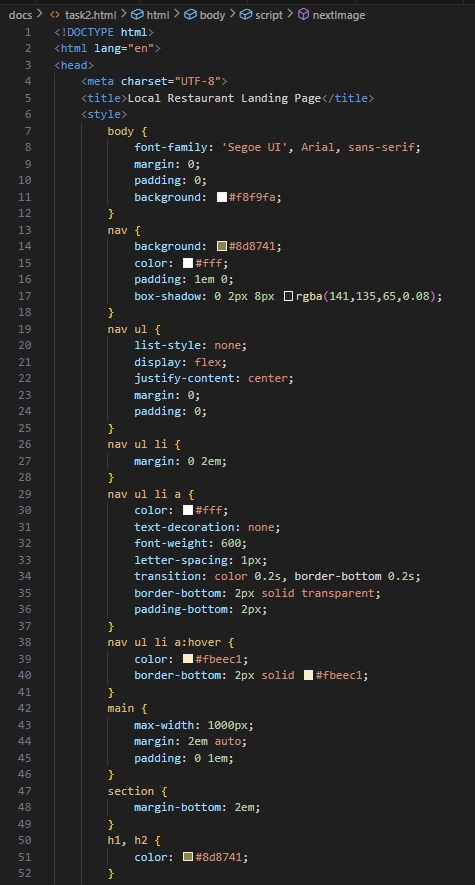 docs > task2.html > html > body > script > nextImage
1 <!DOCTYPE html>
2 <html lang="en">
3 <head>
4     <meta charset="UTF-8">
5     <title>Local Restaurant Landing Page</title>
6     <style>
7         body {
8             font-family: 'Segoe UI', Arial, sans-serif;
9             margin: 0;
10             padding: 0;
11             background: #f8f9fa;
12         }
13         nav {
14             background: #8d8741;
15             color: #fff;
16             padding: 1em 0;
17             box-shadow: 0 2px 8px rgba(141,135,65,0.08);
18         }
19         nav ul {
20             list-style: none;
21             display: flex;
22             justify-content: center;
23             margin: 0;
24             padding: 0;
25         }
26         nav ul li {
27             margin: 0 2em;
28         }
29         nav ul li a {
30             color: #fff;
31             text-decoration: none;
32             font-weight: 600;
33             letter-spacing: 1px;
34             transition: color 0.2s, border-bottom 0.2s;
35             border-bottom: 2px solid transparent;
36             padding-bottom: 2px;
37         }
38         nav ul li a:hover {
39             color: #fbeec1;
40             border-bottom: 2px solid #fbeec1;
41         }
42         main {
43             max-width: 1000px;
44             margin: 2em auto;
45             padding: 0 1em;
46         }
47         section {
48             margin-bottom: 2em;
49         }
50         h1, h2 {
51             color: #8d8741;
52         }